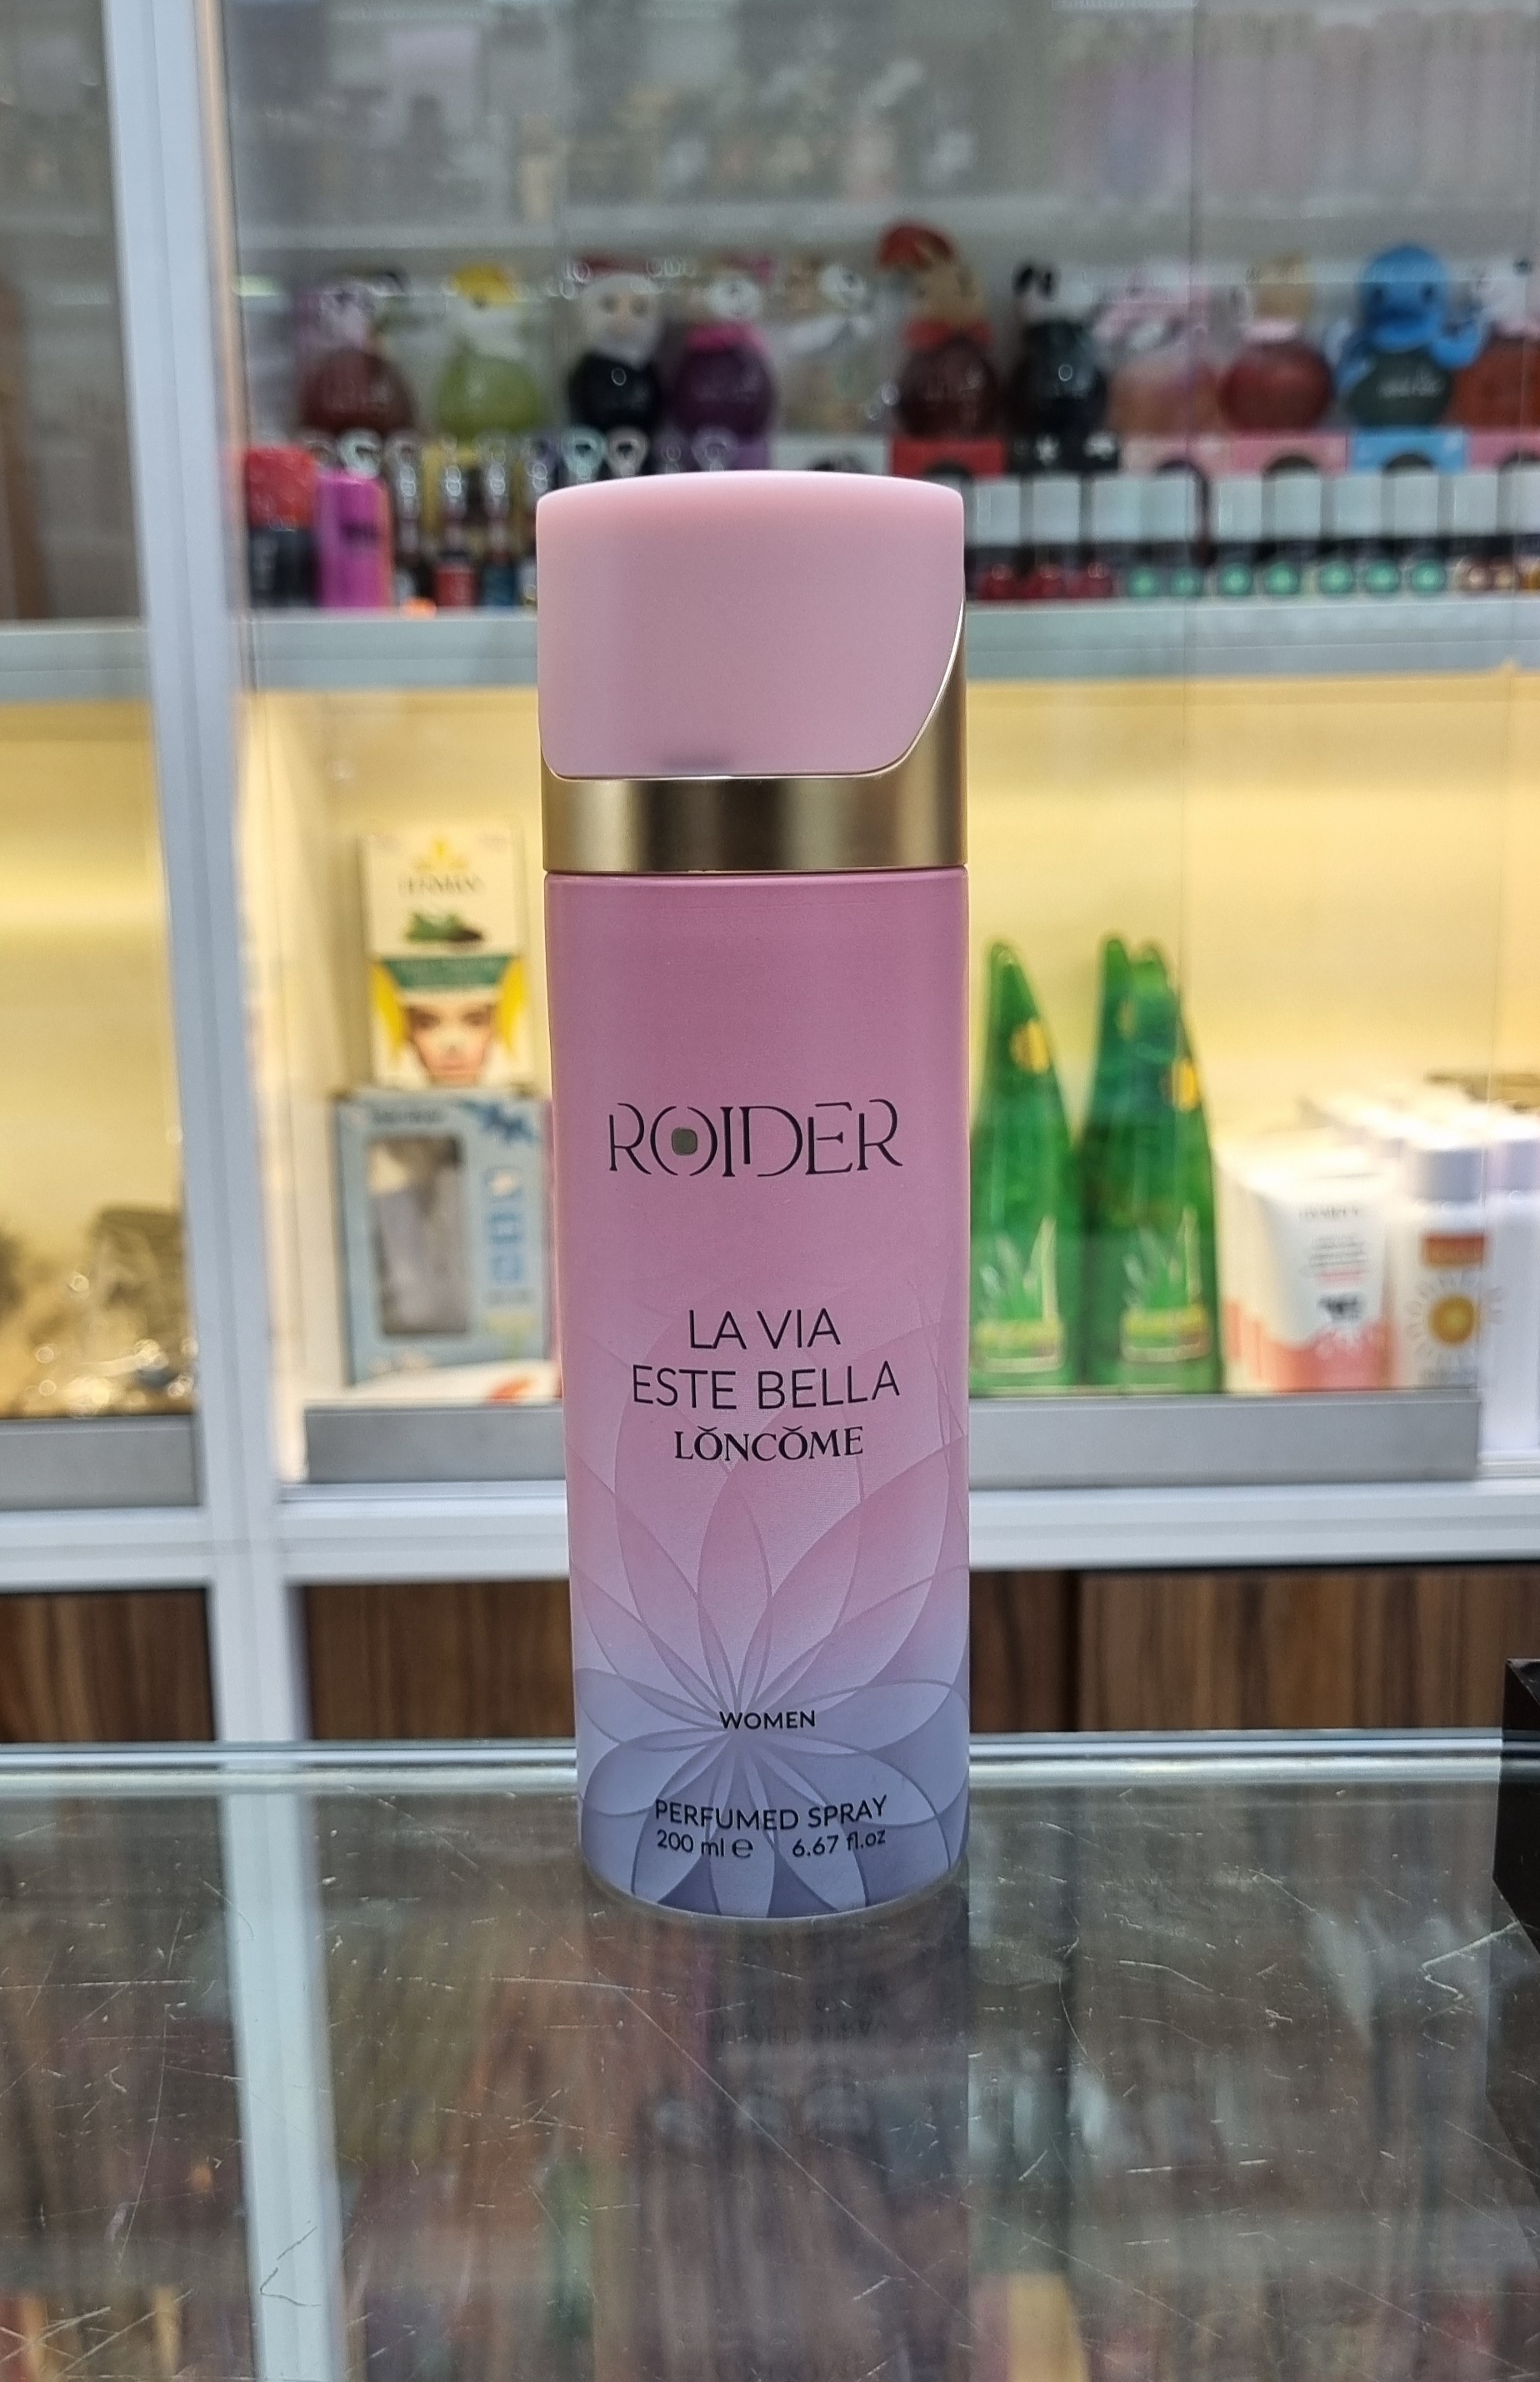 ROIDER
LA VIA
ESTE BELLA
LŎNCŎME
WOMEN
PERFUMED SPRAY
200 ml ℮ 6.67 fl.oz